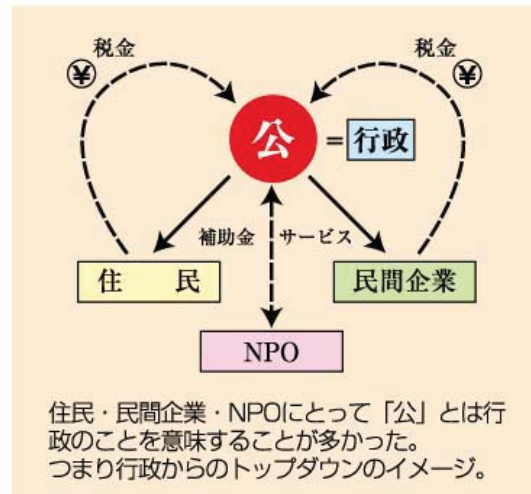 税金 税金
¥ ¥
公 = 行政
補助金 サービス
住 民 民間企業
NPO
住民・民間企業・NPOにとって「公」とは行
政のことを意味することが多かった。
つまり行政からのトップダウンのイメージ。